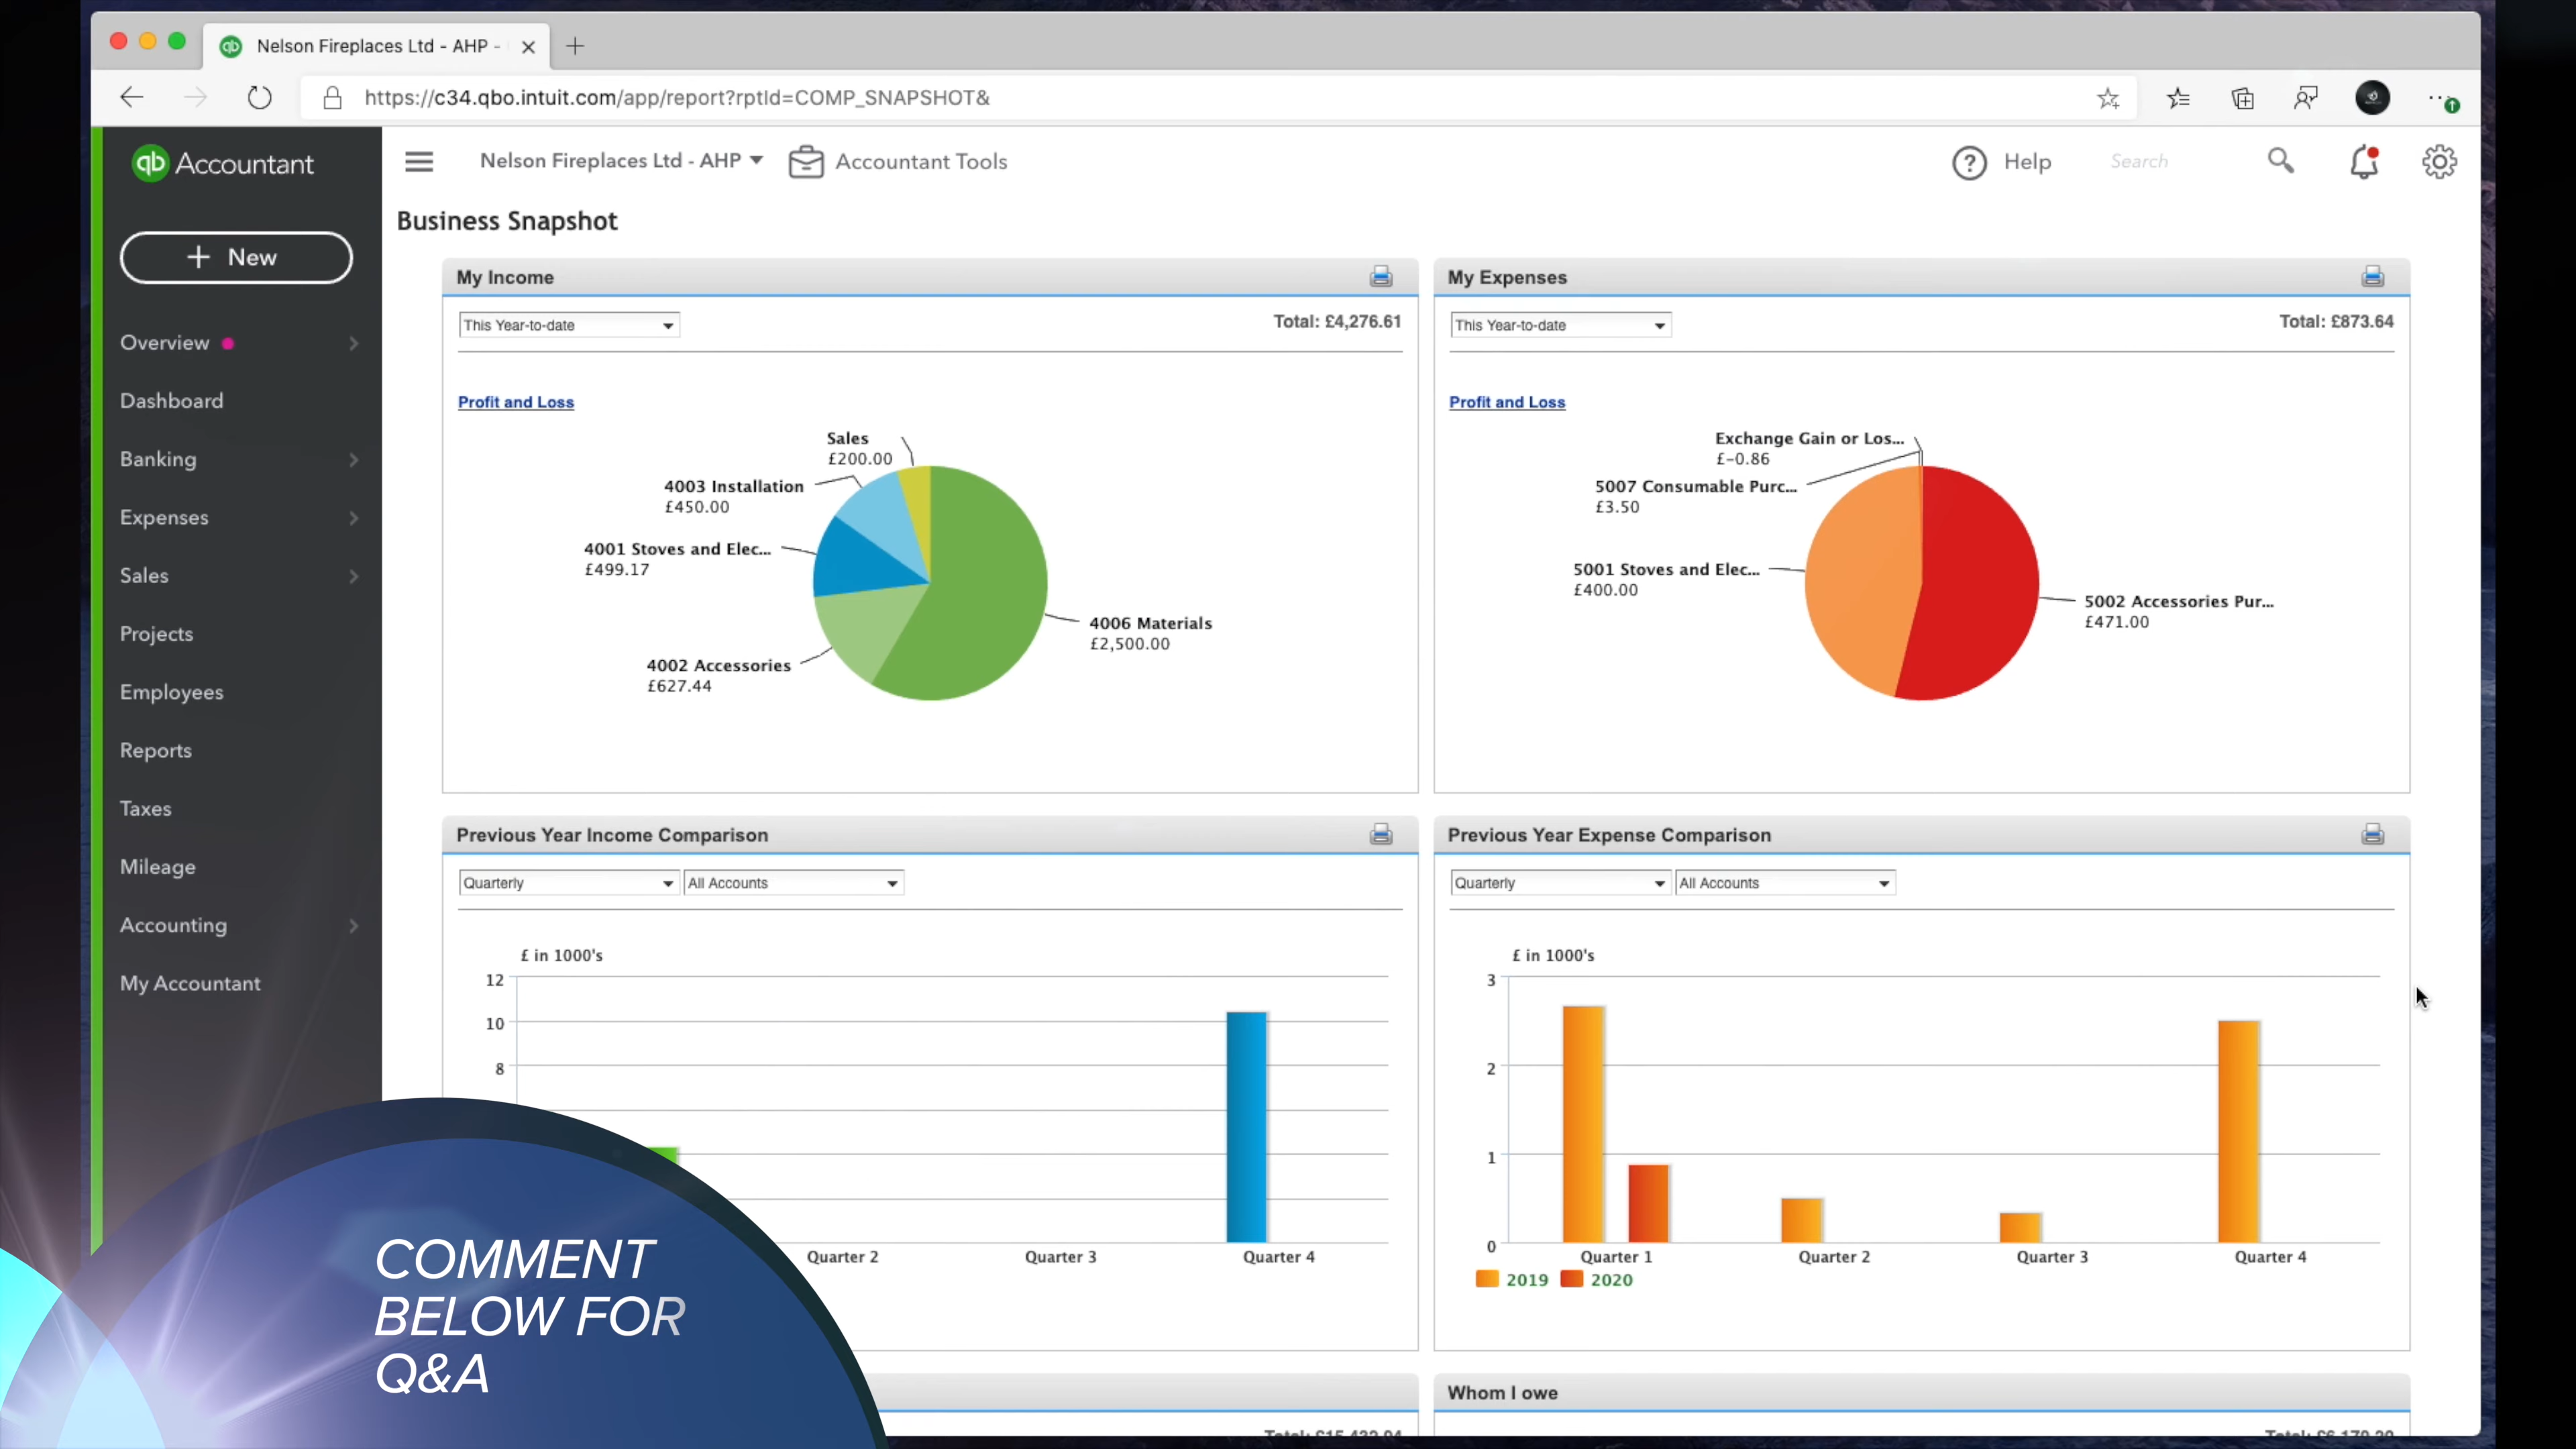 Nelson Fireplaces Ltd - AHP -
https://c34.qbo.intuit.com/app/report?rptId=COMP_SNAPSHOT&
qb Accountant
Nelson Fireplaces Ltd - AHP
Accountant Tools
Help
Search
+ New
Overview
Dashboard
Banking
Expenses
Sales
Projects
Employees
Reports
Taxes
Mileage
Accounting
My Accountant
Business Snapshot
My Income
This Year-to-date
Total: £4,276.61
Profit and Loss
Sales
£200.00
4003 Installation
£450.00
4001 Stoves and Elec...
£499.17
4002 Accessories
£627.44
4006 Materials
£2,500.00
My Expenses
This Year-to-date
Total: £873.64
Profit and Loss
Exchange Gain or Los...
£-0.86
5007 Consumable Purc...
£3.50
5001 Stoves and Elec...
£400.00
5002 Accessories Pur...
£471.00
Previous Year Income Comparison
Quarterly
All Accounts
£ in 1000's
12
10
8
Quarter 2
Quarter 3
Quarter 4
Previous Year Expense Comparison
Quarterly
All Accounts
£ in 1000's
3
2
1
0
Quarter 1
Quarter 2
Quarter 3
Quarter 4
2019
2020
Whom I owe
COMMENT
BELOW FOR
Q&A